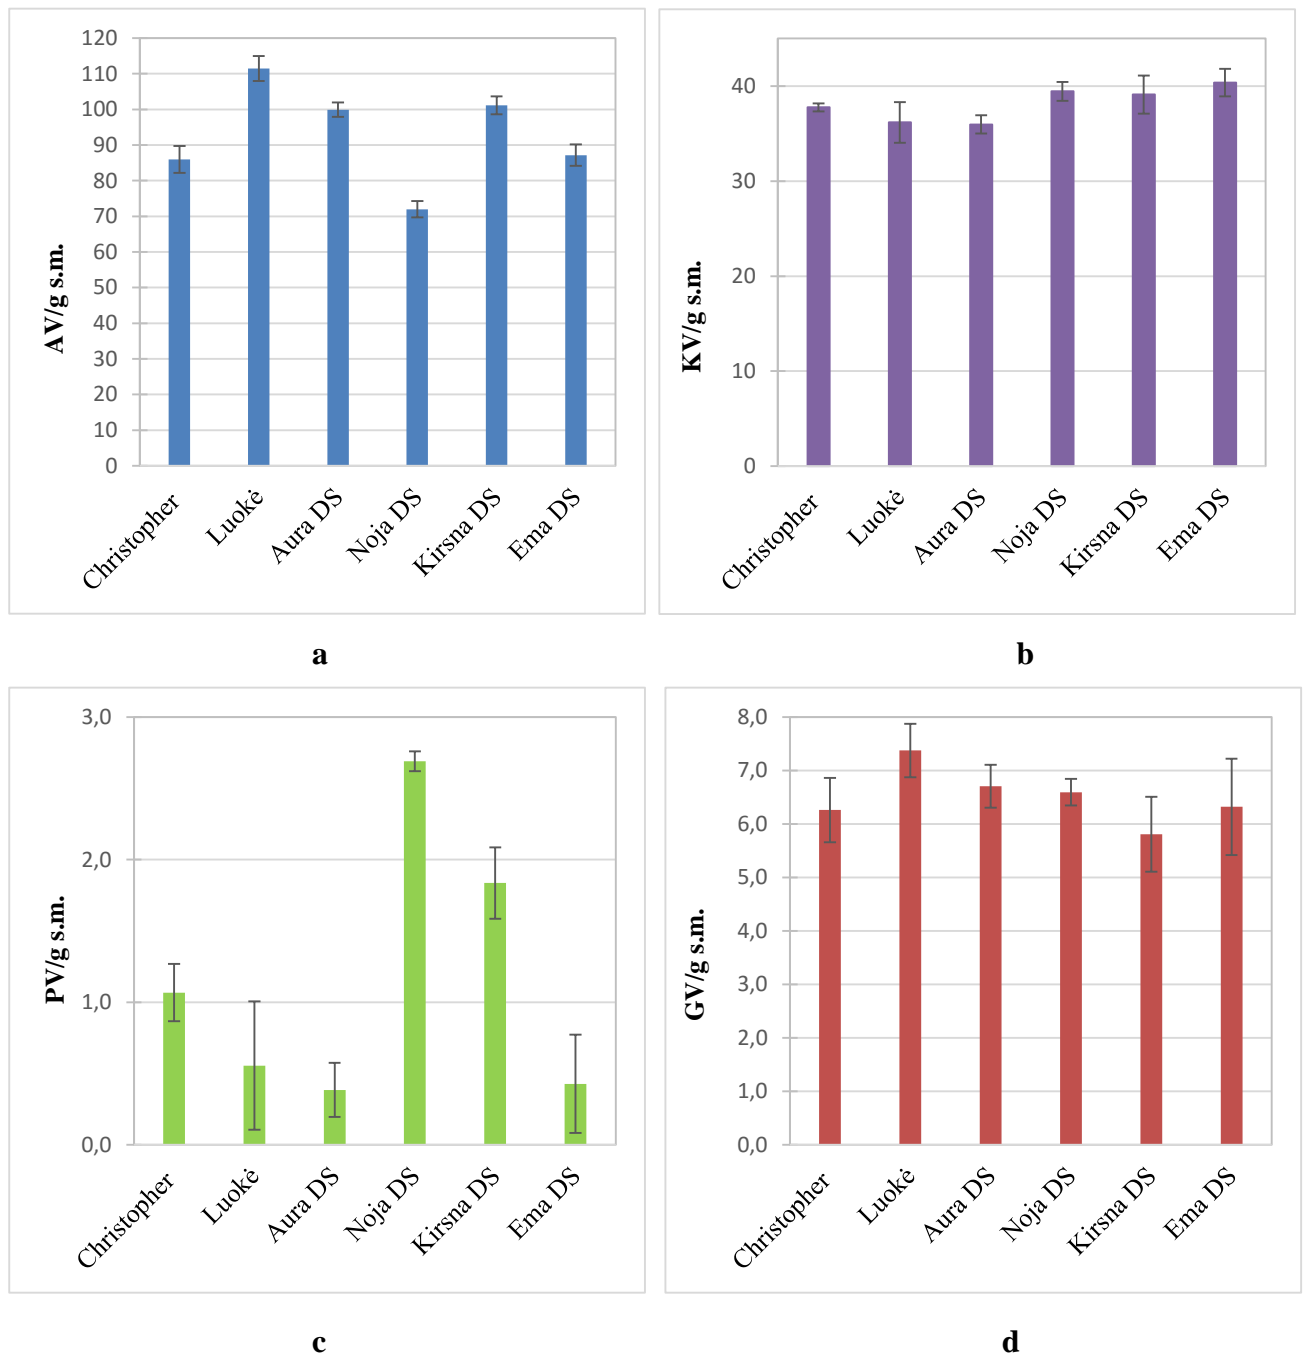 120
110
100
90
80
70
60
50
40
30
20
10
0
AV/g s.m.
Christopher
Luokė
Aura DS
Noja DS
Kirsna DS
Ema DS
a
40
30
20
10
0
KV/g s.m.
Christopher
Luokė
Aura DS
Noja DS
Kirsna DS
Ema DS
b
3,0
2,0
1,0
0,0
PV/g s.m.
Christopher
Luokė
Aura DS
Noja DS
Kirsna DS
Ema DS
c
8,0
7,0
6,0
5,0
4,0
3,0
2,0
1,0
0,0
GV/g s.m.
Christopher
Luokė
Aura DS
Noja DS
Kirsna DS
Ema DS
d